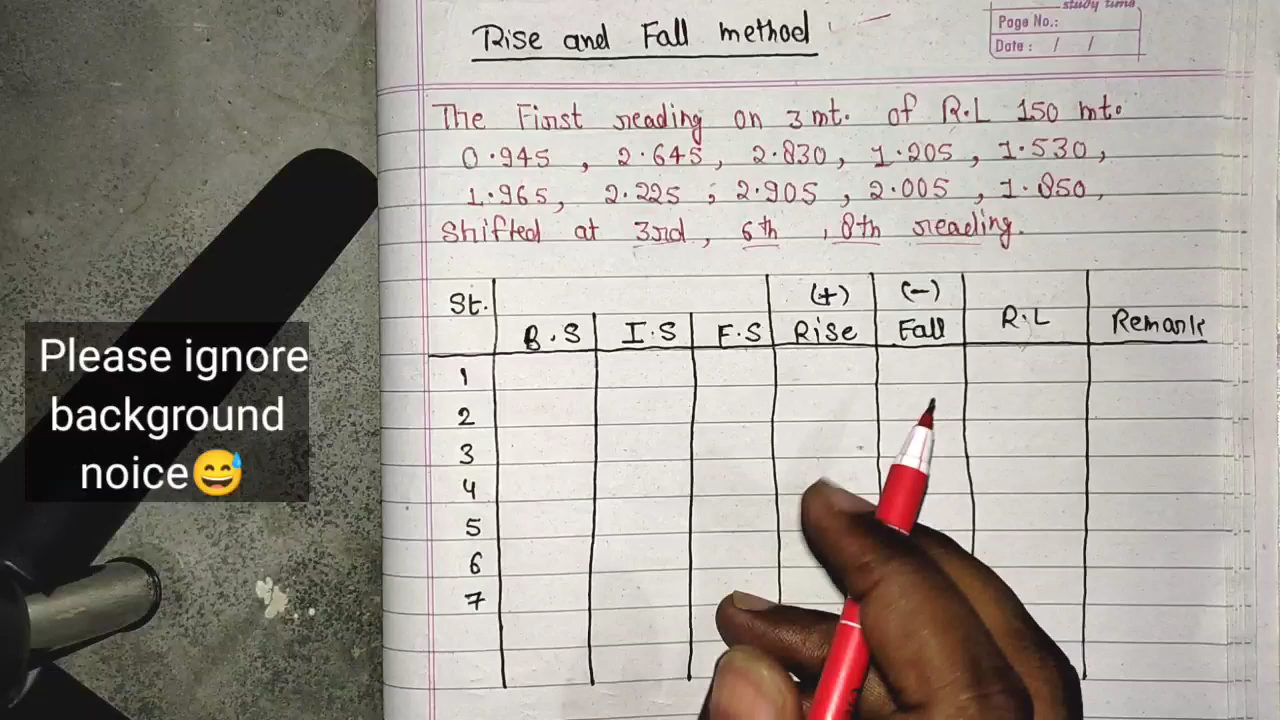 study time
Page No.:
Date : / /
Rise and Fall method
The First reading on 3 mt. of R.L 150 mt.
0.945 , 2.645 , 2.830 , 1.205 , 1.530 ,
1.965 , 2.225 ; 2.905 , 2.005 , 1.850 ,
Shifted at 3rd , 6th , 8th reading.
St. B.S I.S F.S (+) Rise (-) Fall R.L Remark
1
2
3
4
5
6
7
Please ignore
background
noice😅